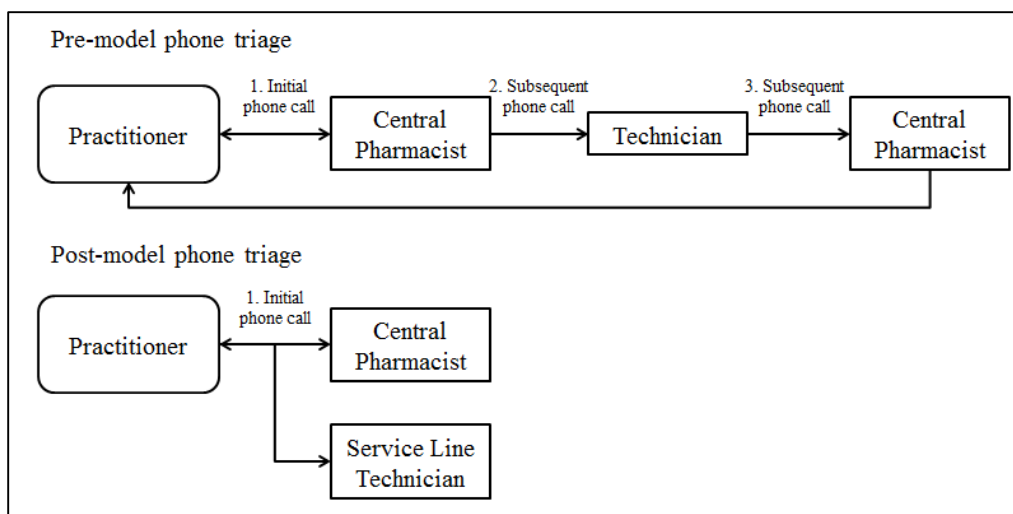 Pre-model phone triage
1. Initial
phone call
2. Subsequent
phone call
3. Subsequent
phone call
Practitioner
Central
Pharmacist
Technician
Central
Pharmacist
Post-model phone triage
1. Initial
phone call
Practitioner
Central
Pharmacist
Service Line
Technician